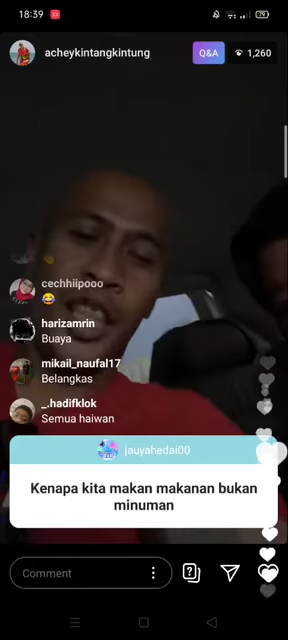 18:39
79
acheykintangkintung
Q&A
1,260
cechhiipooo
😂
harizamrin
Buaya
mikail_naufal17
Belangkas
_.hadifklok
Semua haiwan
jauyahedai00
Kenapa kita makan makanan bukan
minuman
Comment